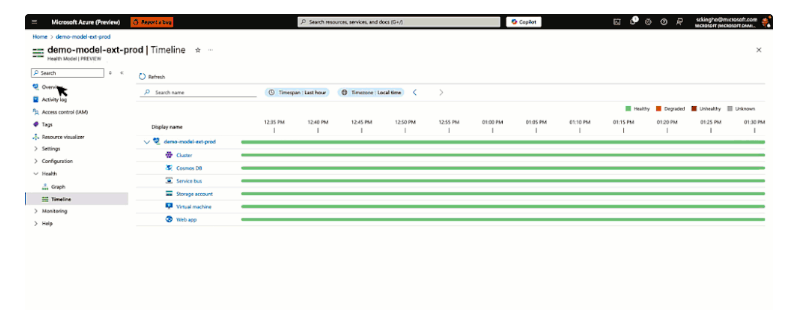 Microsoft Azure (Preview)
Report a bug
Search resources, services, and docs (G+/)
Copilot
sckingho@microsoft.com
Home > demo-model-ext-prod
demo-model-ext-prod | Timeline
Health Model | PREVIEW
Search
Overview
Activity log
Access control (IAM)
Tags
Resource visualizer
Settings
Configuration
Health
Graph
Timeline
Monitoring
Help
Refresh
Search name
Timespan : Last hour
Timezone : Local time
Healthy
Degraded
Unhealthy
Unknown
Display name
12:35 PM 12:40 PM 12:45 PM 12:50 PM 12:55 PM 01:00 PM 01:05 PM 01:10 PM 01:15 PM 01:20 PM 01:25 PM 01:30 PM
demo-model-ext-prod
Cluster
Cosmos DB
Service bus
Storage account
Virtual machine
Web app